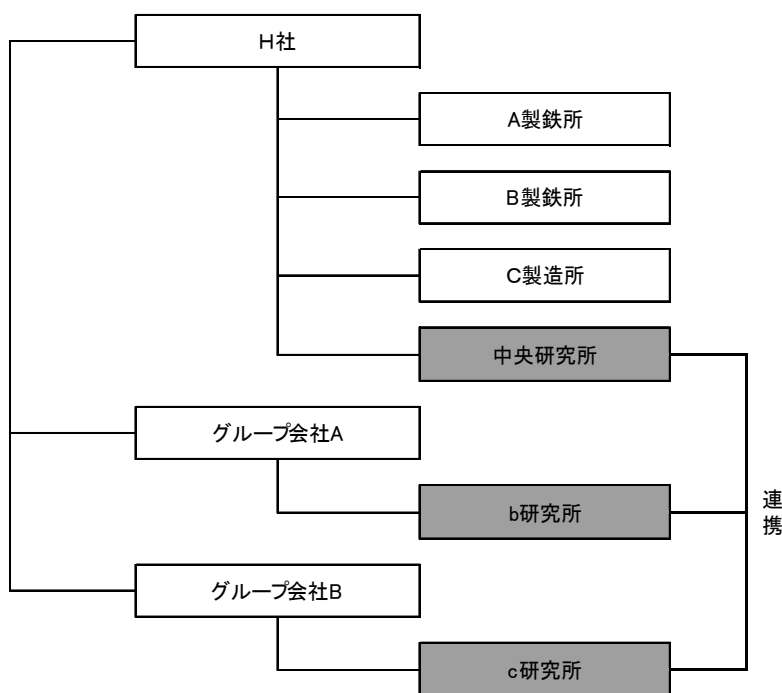 H社
A製鉄所
B製鉄所
C製造所
中央研究所
グループ会社A
b研究所
連携
グループ会社B
c研究所